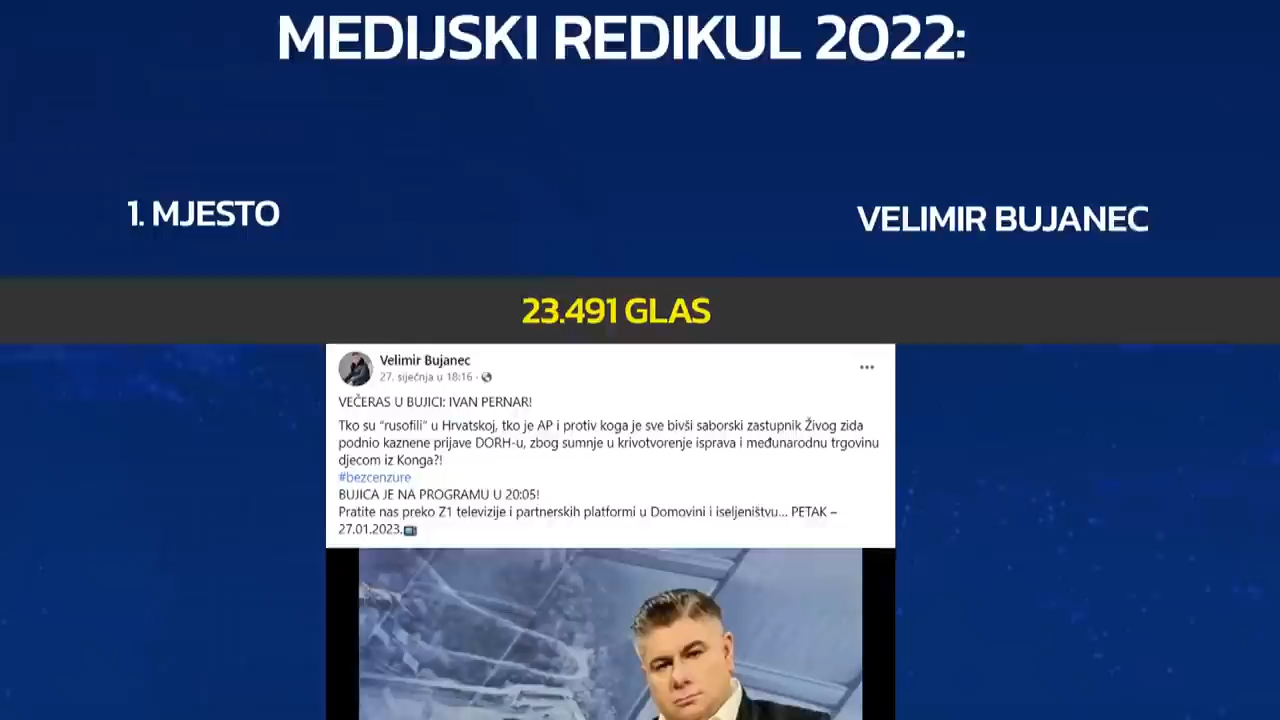 MEDIJSKI REDIKUL 2022:
1. MJESTO
VELIMIR BUJANEC
23.491 GLAS
Velimir Bujanec
27. siječnja u 18:16 ·
VEČERAS U BUJICI: IVAN PERNAR!
Tko su "rusofili" u Hrvatskoj, tko je AP i protiv koga je sve bivši saborski zastupnik Živog zida
podnio kaznene prijave DORH-u, zbog sumnje u krivotvorenje isprava i međunarodnu trgovinu
djecom iz Konga?!
#bezcenzure
BUJICA JE NA PROGRAMU U 20:05!
Pratite nas preko Z1 televizije i partnerskih platformi u Domovini i iseljeništvu... PETAK –
27.01.2023.